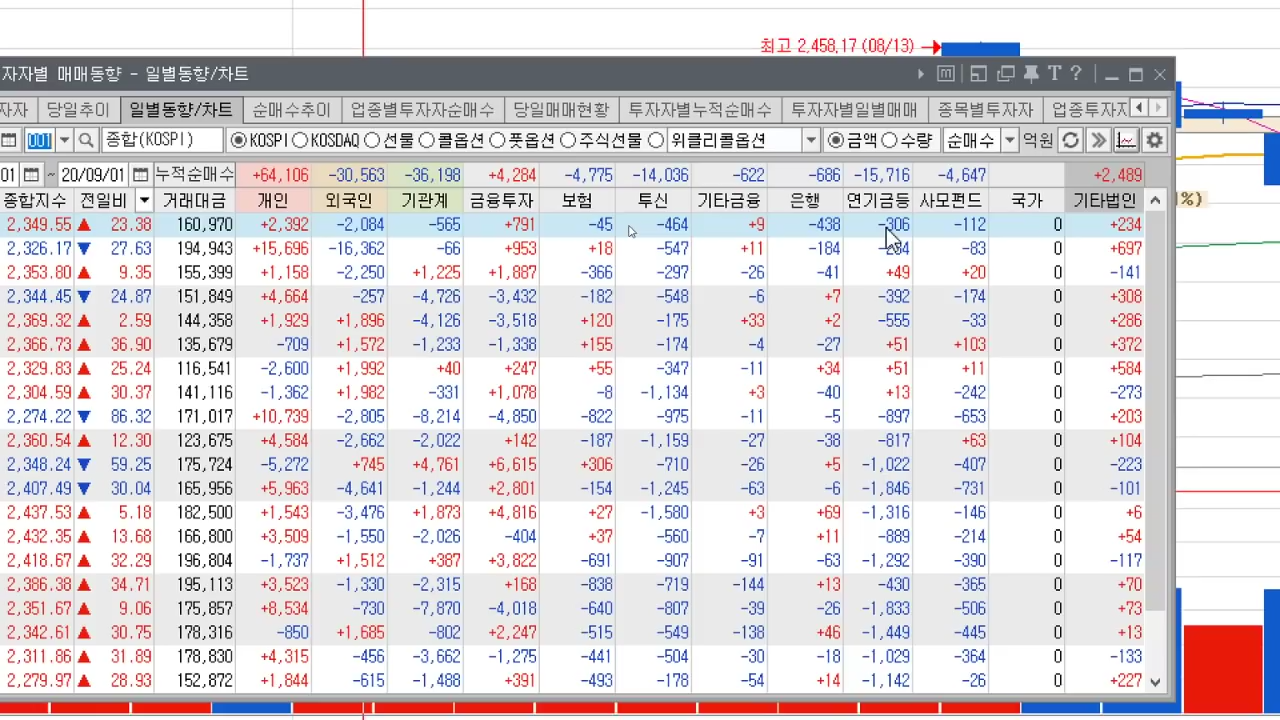 최고 2,458,17 (08/13)
자자별 매매동향 - 일별동향/차트
자자 당일추이 일별동향/차트 순매수추이 업종별투자자순매수 당일매매현황 투자자별누적순매수 투자자별일별매매 종목별투자자 업종투자지
001 종합(KOSPI) KOSPI KOSDAQ 선물 콜옵션 풋옵션 주식선물 위클리콜옵션 금액 수량 순매수 억원
01 ~ 20/09/01 누적순매수 +64,106 -30,563 -36,198 +4,284 -4,775 -14,036 -622 -686 -15,716 -4,647 +2,489
종합지수 전일비 ▼ 거래대금 개인 외국인 기관계 금융투자 보험 투신 기타금융 은행 연기금등 사모펀드 국가 기타법인
2,349.55 ▲ 23.38 160,970 +2,392 -2,084 -565 +791 -45 -464 +9 -438 -306 -112 0 +234
2,326.17 ▼ 27.63 194,943 +15,696 -16,362 -66 +953 +18 -547 +11 -184 -83 0 +697
2,353.80 ▲ 9.35 155,399 +1,158 -2,250 +1,225 +1,887 -366 -297 -26 -41 +49 +20 0 -141
2,344.45 ▼ 24.87 151,849 +4,664 -257 -4,726 -3,432 -182 -548 -6 +7 -392 -174 0 +308
2,369.32 ▲ 2.59 144,358 +1,929 +1,896 -4,126 -3,518 +120 -175 +33 +2 -555 -33 0 +286
2,366.73 ▲ 36.90 135,679 -709 +1,572 -1,233 -1,338 +155 -174 -4 -27 +51 +103 0 +372
2,329.83 ▲ 25.24 116,541 -2,600 +1,992 +40 +247 +55 -347 -11 +34 +51 +11 0 +584
2,304.59 ▲ 30.37 141,116 -1,362 +1,982 -331 +1,078 -8 -1,134 +3 -40 +13 -242 0 -273
2,274.22 ▼ 86.32 171,017 +10,739 -2,805 -8,214 -4,850 -822 -975 -11 -5 -897 -653 0 +203
2,360.54 ▲ 12.30 123,675 +4,584 -2,662 -2,022 +142 -187 -1,159 -27 -38 -817 +63 0 +104
2,348.24 ▼ 59.25 175,724 -5,272 +745 +4,761 +6,615 +306 -710 -26 +5 -1,022 -407 0 -223
2,407.49 ▼ 30.04 165,956 +5,963 -4,641 -1,244 +2,801 -154 -1,245 -63 -6 -1,846 -731 0 -101
2,437.53 ▲ 5.18 182,500 +1,543 -3,476 +1,873 +4,816 +27 -1,580 +3 +69 -1,316 -146 0 +6
2,432.35 ▲ 13.68 166,800 +3,509 -1,550 -2,026 -404 +37 -560 -7 +11 -889 -214 0 +54
2,418.67 ▲ 32.29 196,804 -1,737 +1,512 +387 +3,822 -691 -907 -91 -63 -1,292 -390 0 -117
2,386.38 ▲ 34.71 195,113 +3,523 -1,330 -2,315 +168 -838 -719 -144 +13 -430 -365 0 +70
2,351.67 ▲ 9.06 175,857 +8,534 -730 -7,870 -4,018 -640 -807 -39 -26 -1,833 -506 0 +73
2,342.61 ▲ 30.75 178,316 -850 +1,685 -802 +2,247 -515 -549 -138 +46 -1,449 -445 0 +13
2,311.86 ▲ 31.89 178,830 +4,315 -456 -3,662 -1,275 -441 -504 -30 -18 -1,029 -364 0 -133
2,279.97 ▲ 28.93 152,872 +1,844 -615 -1,488 +391 -493 -178 -54 +14 -1,142 -26 0 +227